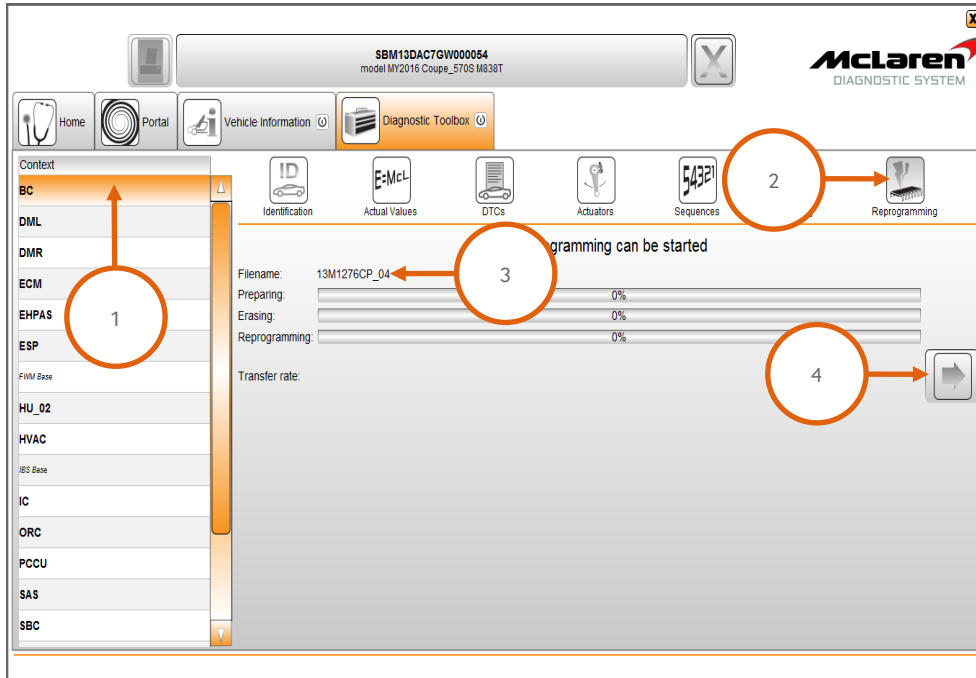 X
SBM13DAC7GW000054
model MY2016 Coupe_570S M838T
X
McLaren
DIAGNOSTIC SYSTEM
Home
Portal
Vehicle Information
Diagnostic Toolbox
Context
BC
DML
DMR
ECM
EHPAS
ESP
FWM Base
HU_02
HVAC
IBS Base
IC
ORC
PCCU
SAS
SBC
ID
Identification
E=McL
Actual Values
DTCs
Actuators
54321
Sequences
Reprogramming
gramming can be started
Filename: 13M1276CP_04
Preparing: 0%
Erasing: 0%
Reprogramming: 0%
Transfer rate:
1
2
3
4